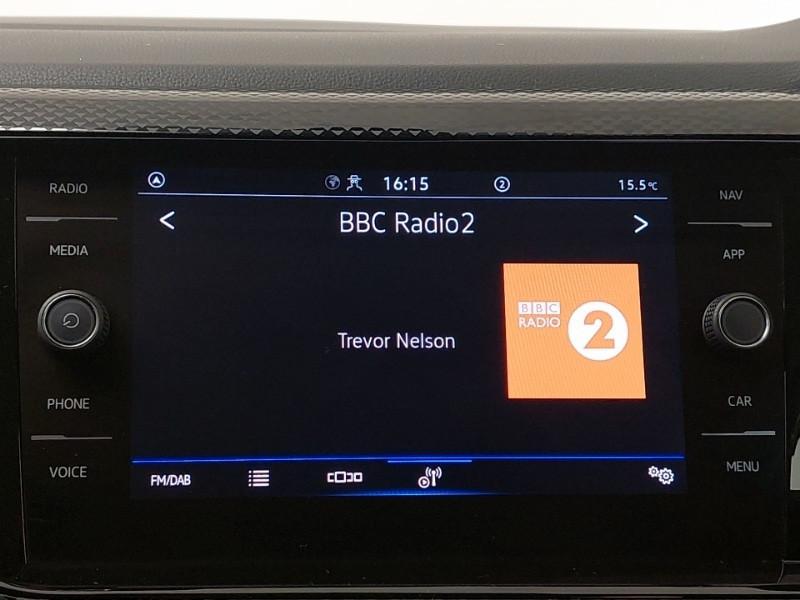 RADIO
MEDIA
PHONE
VOICE
16:15
2
15.5°C
< BBC Radio2 >
Trevor Nelson
BBC
RADIO 2
FM/DAB
NAV
APP
CAR
MENU